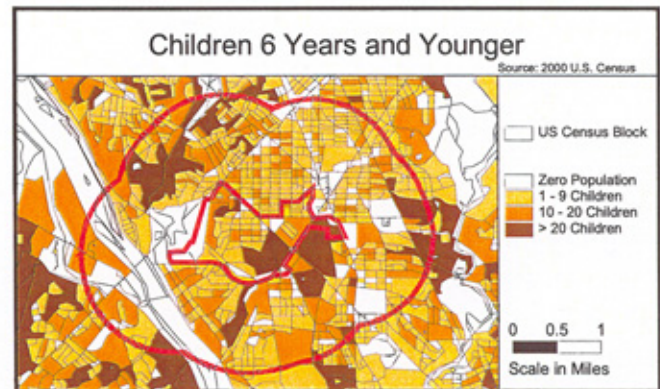 Children 6 Years and Younger
Source: 2000 U.S. Census
US Census Block
Zero Population
1 - 9 Children
10 - 20 Children
> 20 Children
0 0.5 1
Scale in Miles